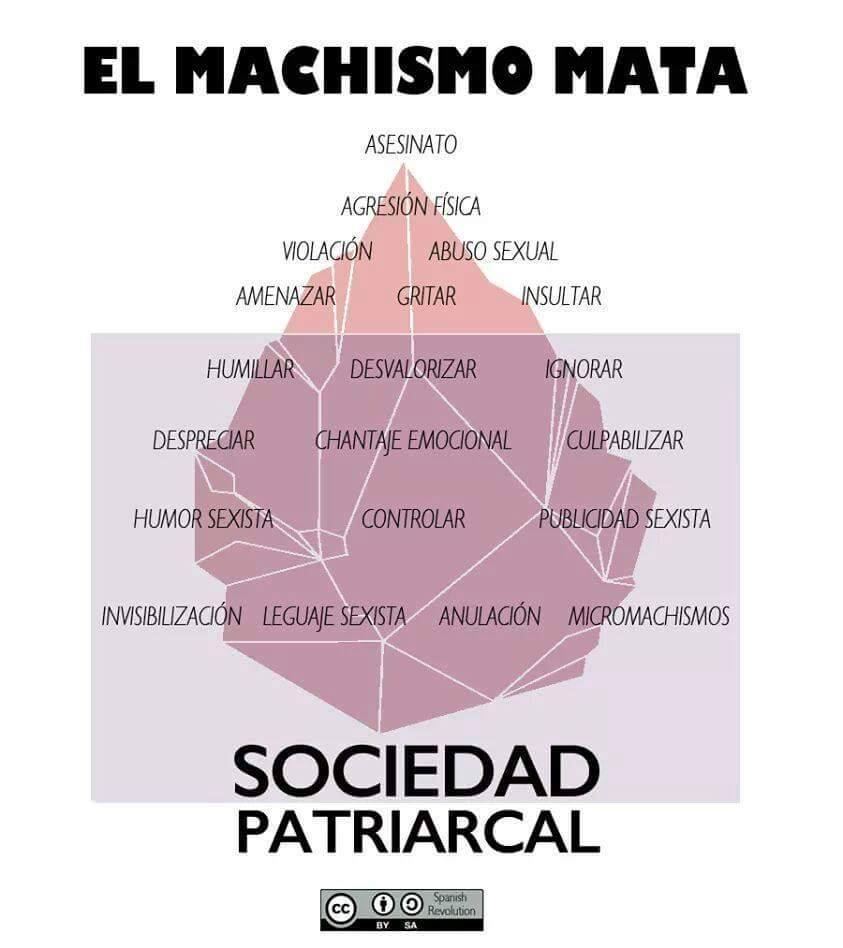 EL MACHISMO MATA
ASESINATO
AGRESIÓN FÍSICA
VIOLACIÓN ABUSO SEXUAL
AMENAZAR GRITAR INSULTAR
HUMILLAR DESVALORIZAR IGNORAR
DESPRECIAR CHANTAJE EMOCIONAL CULPABILIZAR
HUMOR SEXISTA CONTROLAR PUBLICIDAD SEXISTA
INVISIBILIZACIÓN LEGUAJE SEXISTA ANULACIÓN MICROMACHISMOS
SOCIEDAD
PATRIARCAL
cc Spanish
Revolution
BY SA